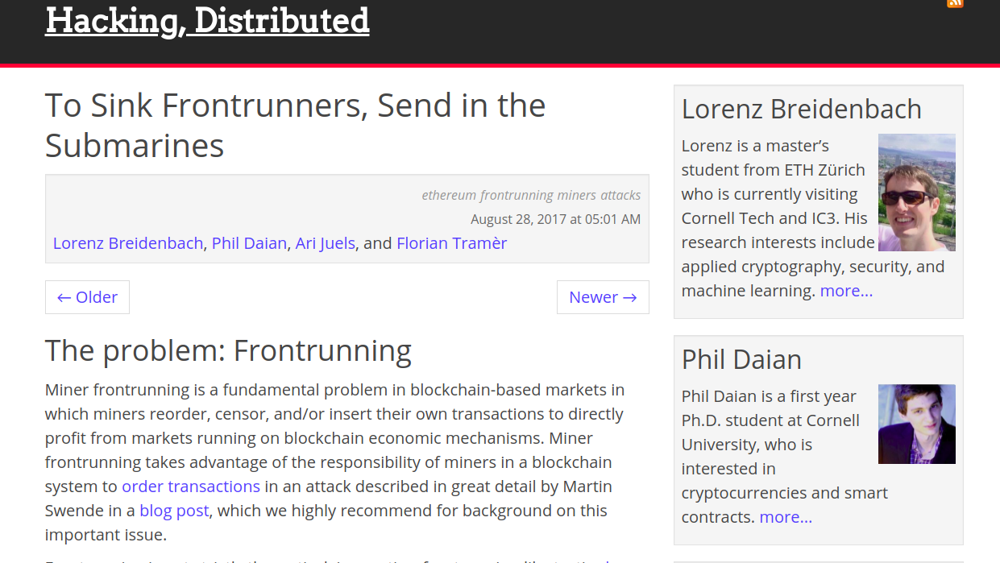 Hacking, Distributed
To Sink Frontrunners, Send in the
Submarines
ethereum frontrunning miners attacks
August 28, 2017 at 05:01 AM
Lorenz Breidenbach, Phil Daian, Ari Juels, and Florian Tramèr
← Older
Newer →
The problem: Frontrunning
Miner frontrunning is a fundamental problem in blockchain-based markets in
which miners reorder, censor, and/or insert their own transactions to directly
profit from markets running on blockchain economic mechanisms. Miner
frontrunning takes advantage of the responsibility of miners in a blockchain
system to order transactions in an attack described in great detail by Martin
Swende in a blog post, which we highly recommend for background on this
important issue.
Lorenz Breidenbach
Lorenz is a master’s
student from ETH Zürich
who is currently visiting
Cornell Tech and IC3. His
research interests include
applied cryptography, security, and
machine learning. more...
Phil Daian
Phil Daian is a first year
Ph.D. student at Cornell
University, who is
interested in
cryptocurrencies and smart
contracts. more...